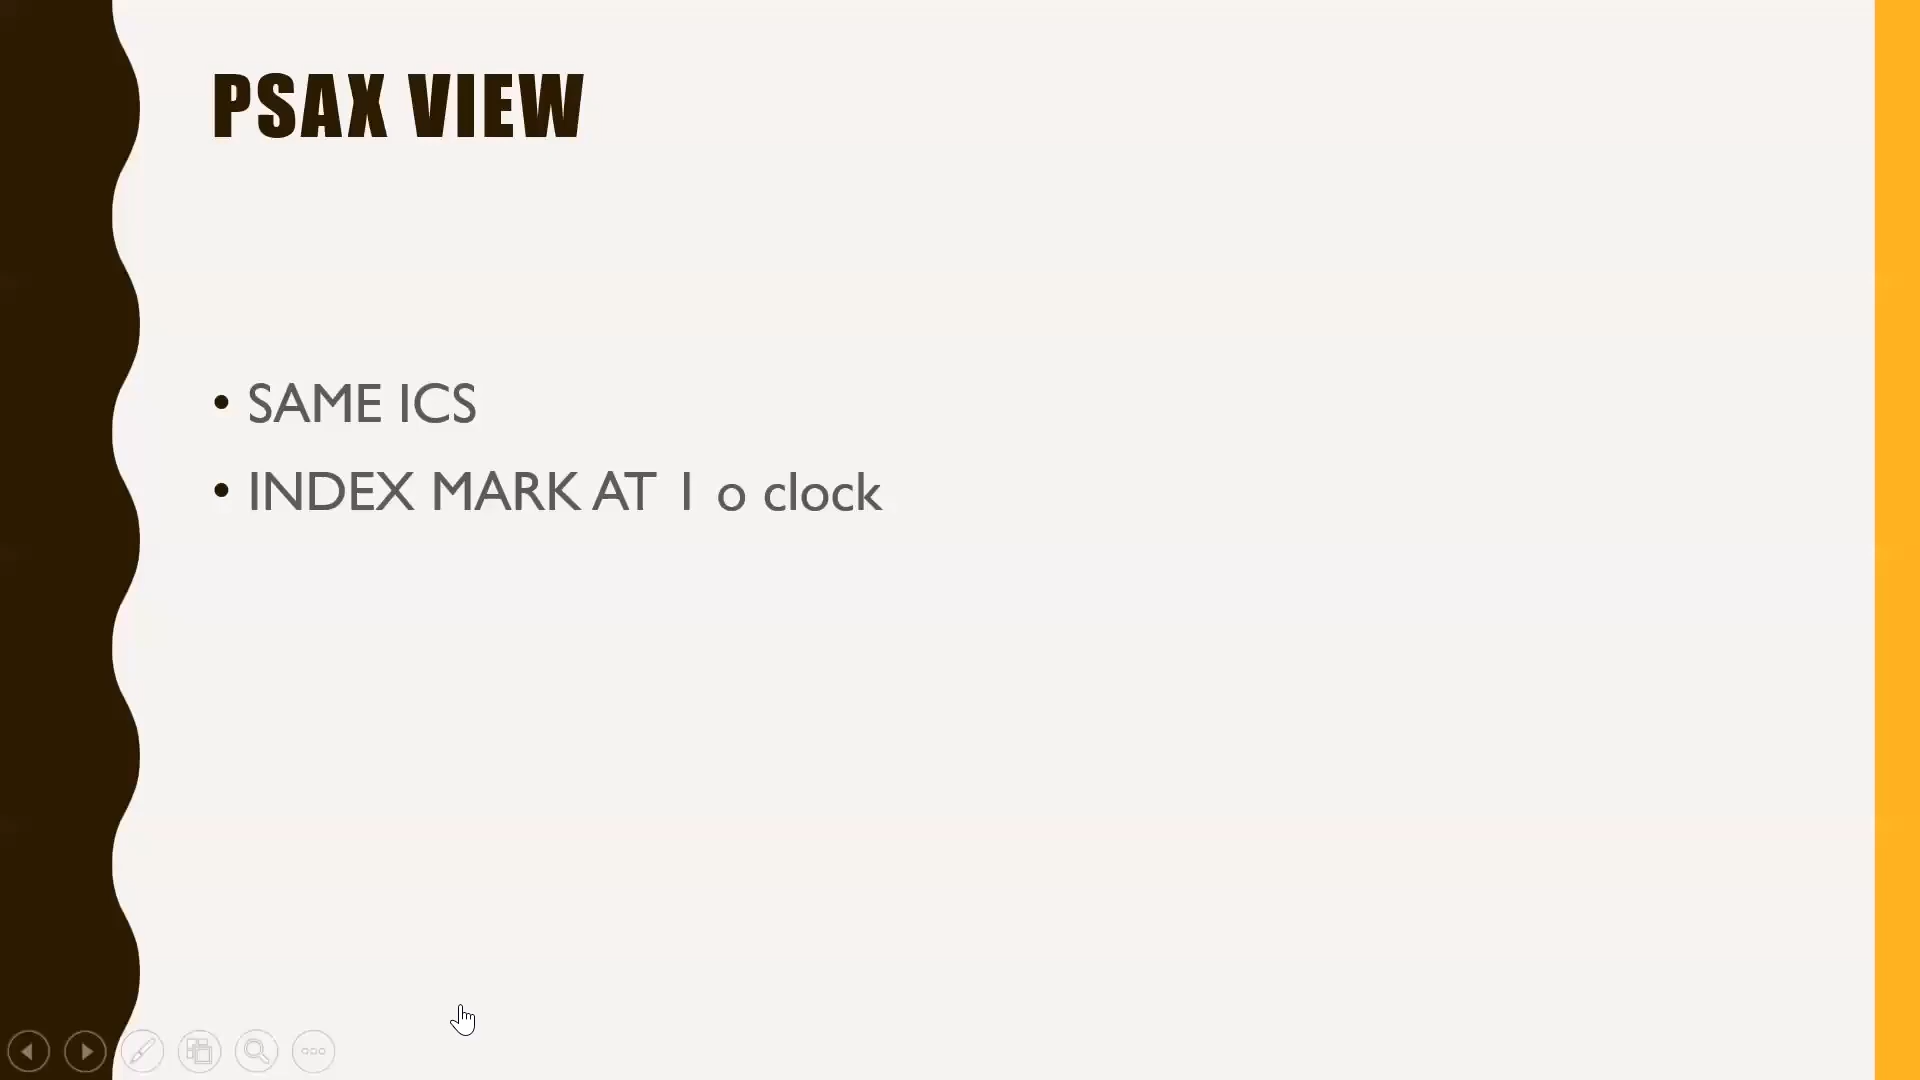 PSAX VIEW
• SAME ICS
• INDEX MARK AT 1 o clock